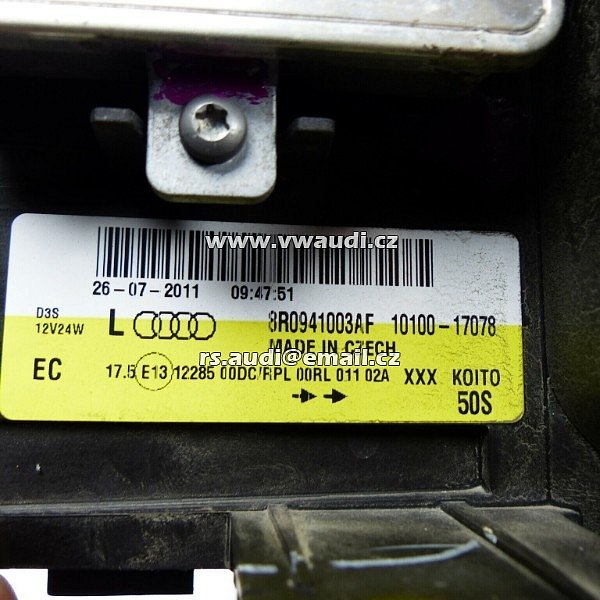 www.vwaudi.cz
26-07-2011 09:47:51
D3S
12V24W
L 8R0941003AF 10100-17078
MADE IN CZECH
rs.audi@email.cz
EC 17.5 E13 12285 00DC/RPL 00RL 011 02A XXX KOITO
50S